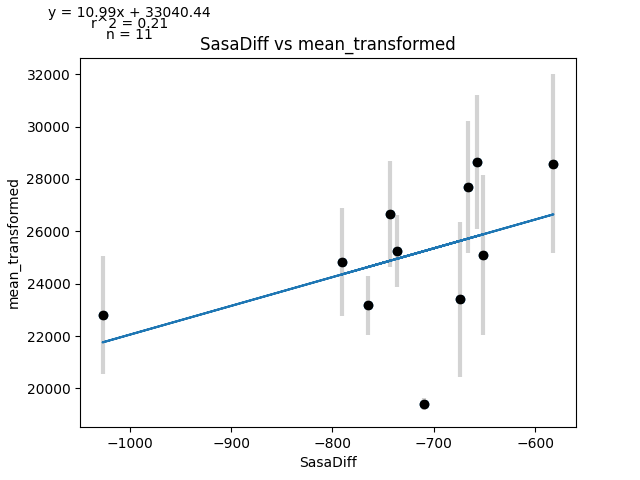 y = 10.99x + 33040.44
r^2 = 0.21
n = 11
SasaDiff vs mean_transformed
32000
30000
28000
26000
24000
22000
20000
mean_transformed
−1000
−900
−800
−700
−600
SasaDiff